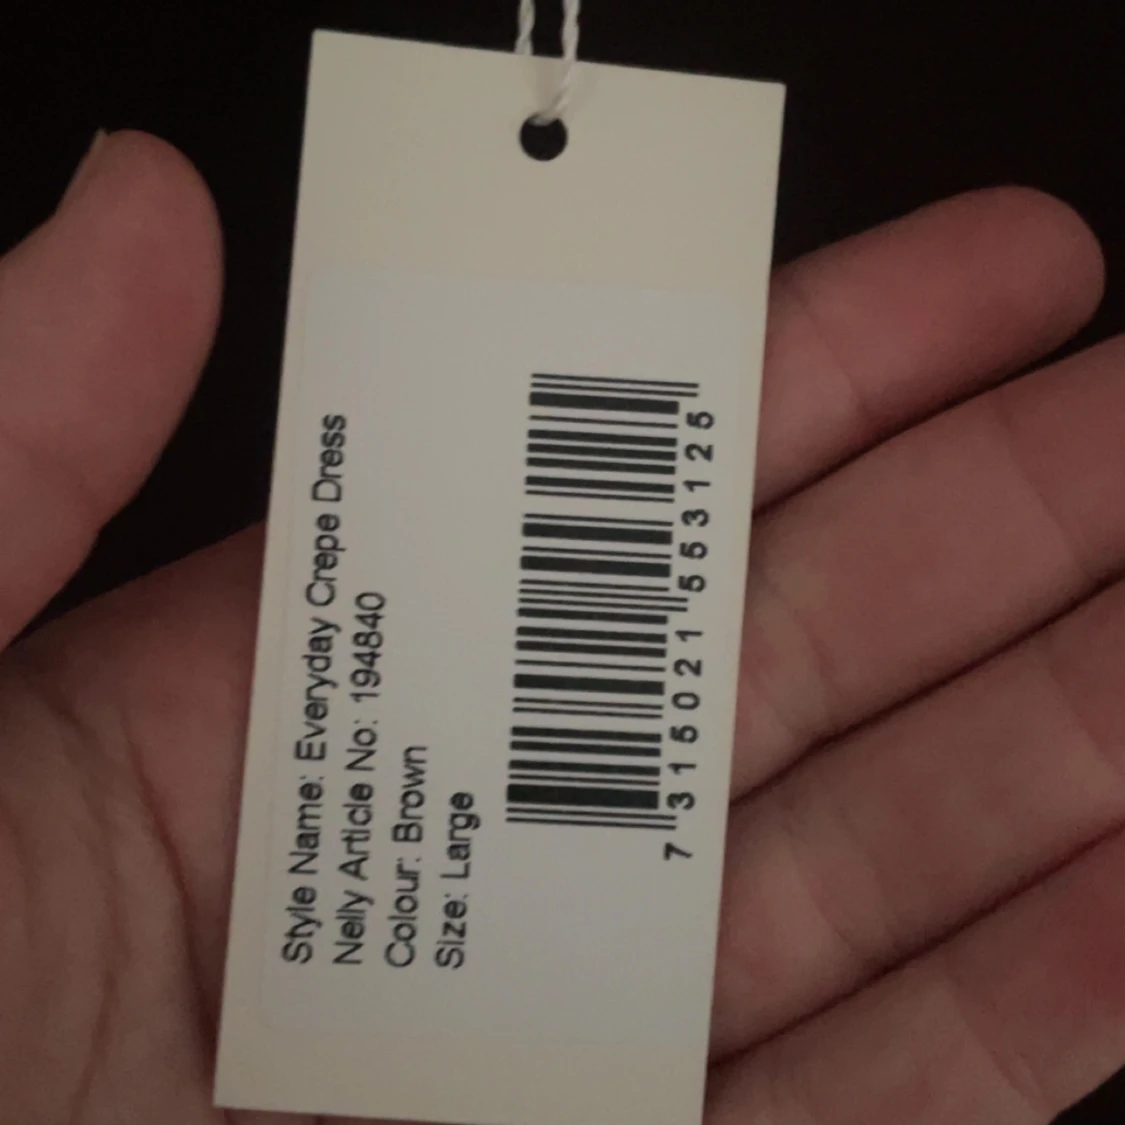 Style Name: Everyday Crepe Dress
Nelly Article No: 194840
Colour: Brown
Size: Large
7 315021 553125